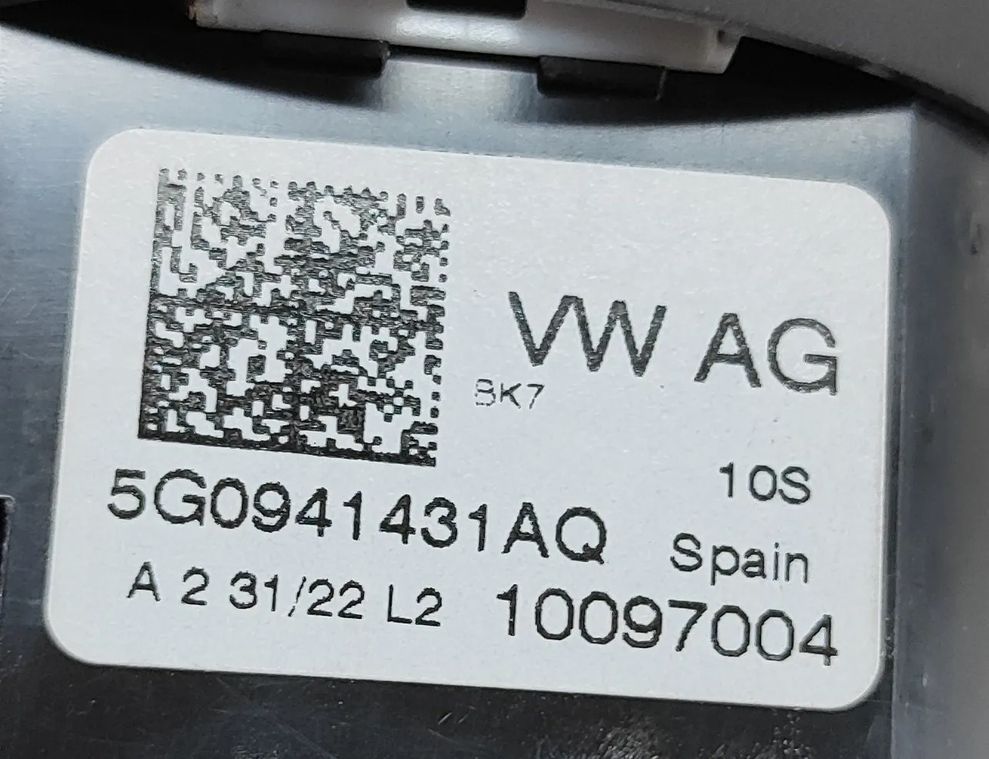 VW AG
BK7
10S
5G0941431AQ
Spain
A 2 31/22 L2 10097004